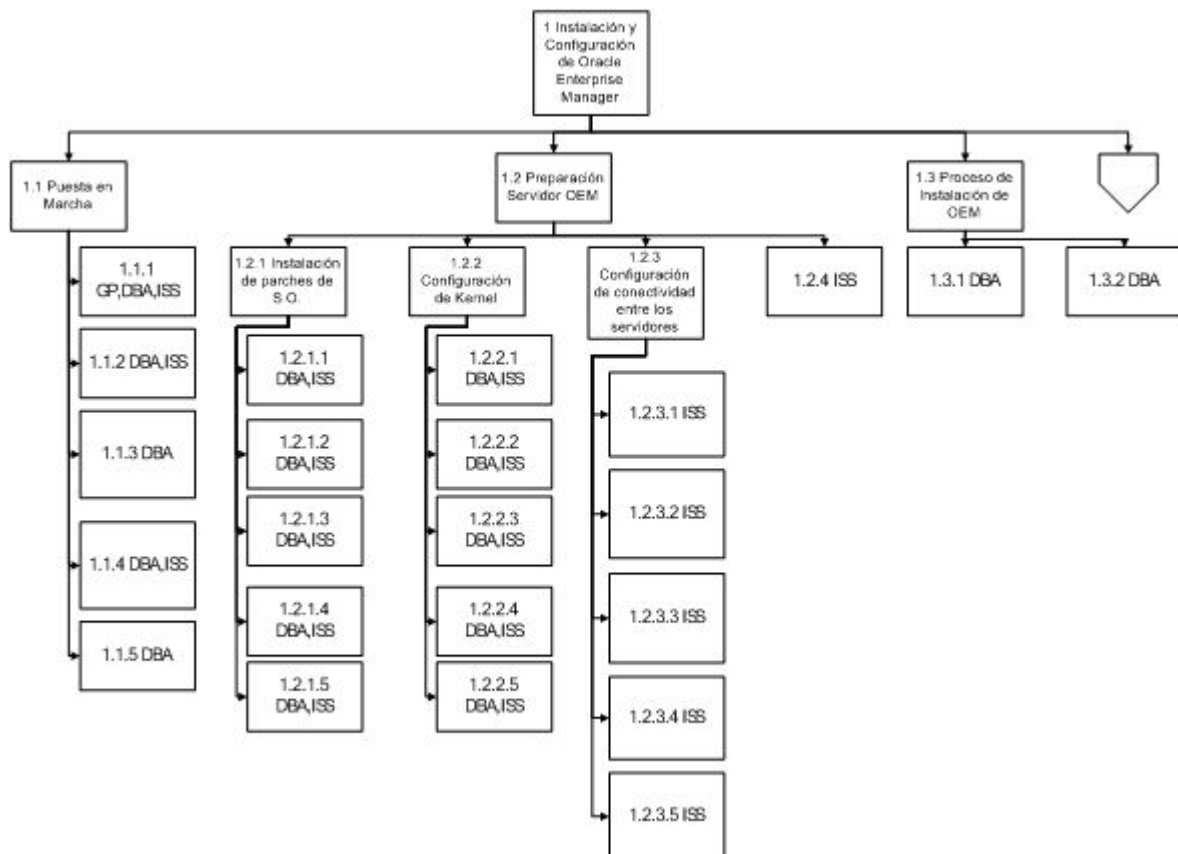 1 Instalación y
Configuración
de Oracle
Enterprise
Manager
1.1 Puesta en
Marcha
1.2 Preparación
Servidor OEM
1.3 Proceso de
Instalación de
OEM
1.1.1
GP,DBA,ISS
1.1.2 DBA,ISS
1.1.3 DBA
1.1.4 DBA,ISS
1.1.5 DBA
1.2.1 Instalación
de parches de
S.O.
1.2.1.1
DBA,ISS
1.2.1.2
DBA,ISS
1.2.1.3
DBA,ISS
1.2.1.4
DBA,ISS
1.2.1.5
DBA,ISS
1.2.2
Configuración
de Kernel
1.2.2.1
DBA,ISS
1.2.2.2
DBA,ISS
1.2.2.3
DBA,ISS
1.2.2.4
DBA,ISS
1.2.2.5
DBA,ISS
1.2.3
Configuración
de conectividad
entre los
servidores
1.2.3.1 ISS
1.2.3.2 ISS
1.2.3.3 ISS
1.2.3.4 ISS
1.2.3.5 ISS
1.2.4 ISS
1.3.1 DBA
1.3.2 DBA